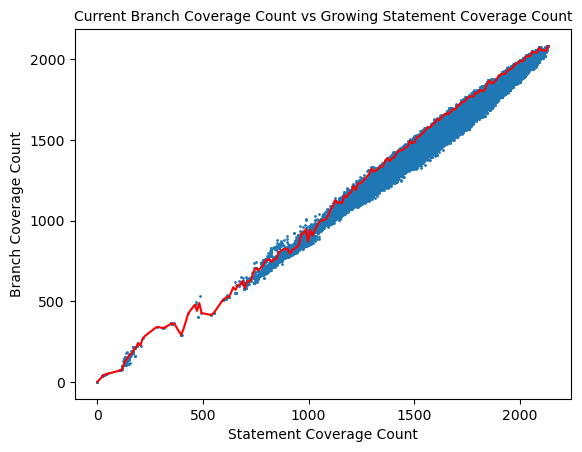 Current Branch Coverage Count vs Growing Statement Coverage Count
2000
1500
1000
500
0
Branch Coverage Count
0 500 1000 1500 2000
Statement Coverage Count